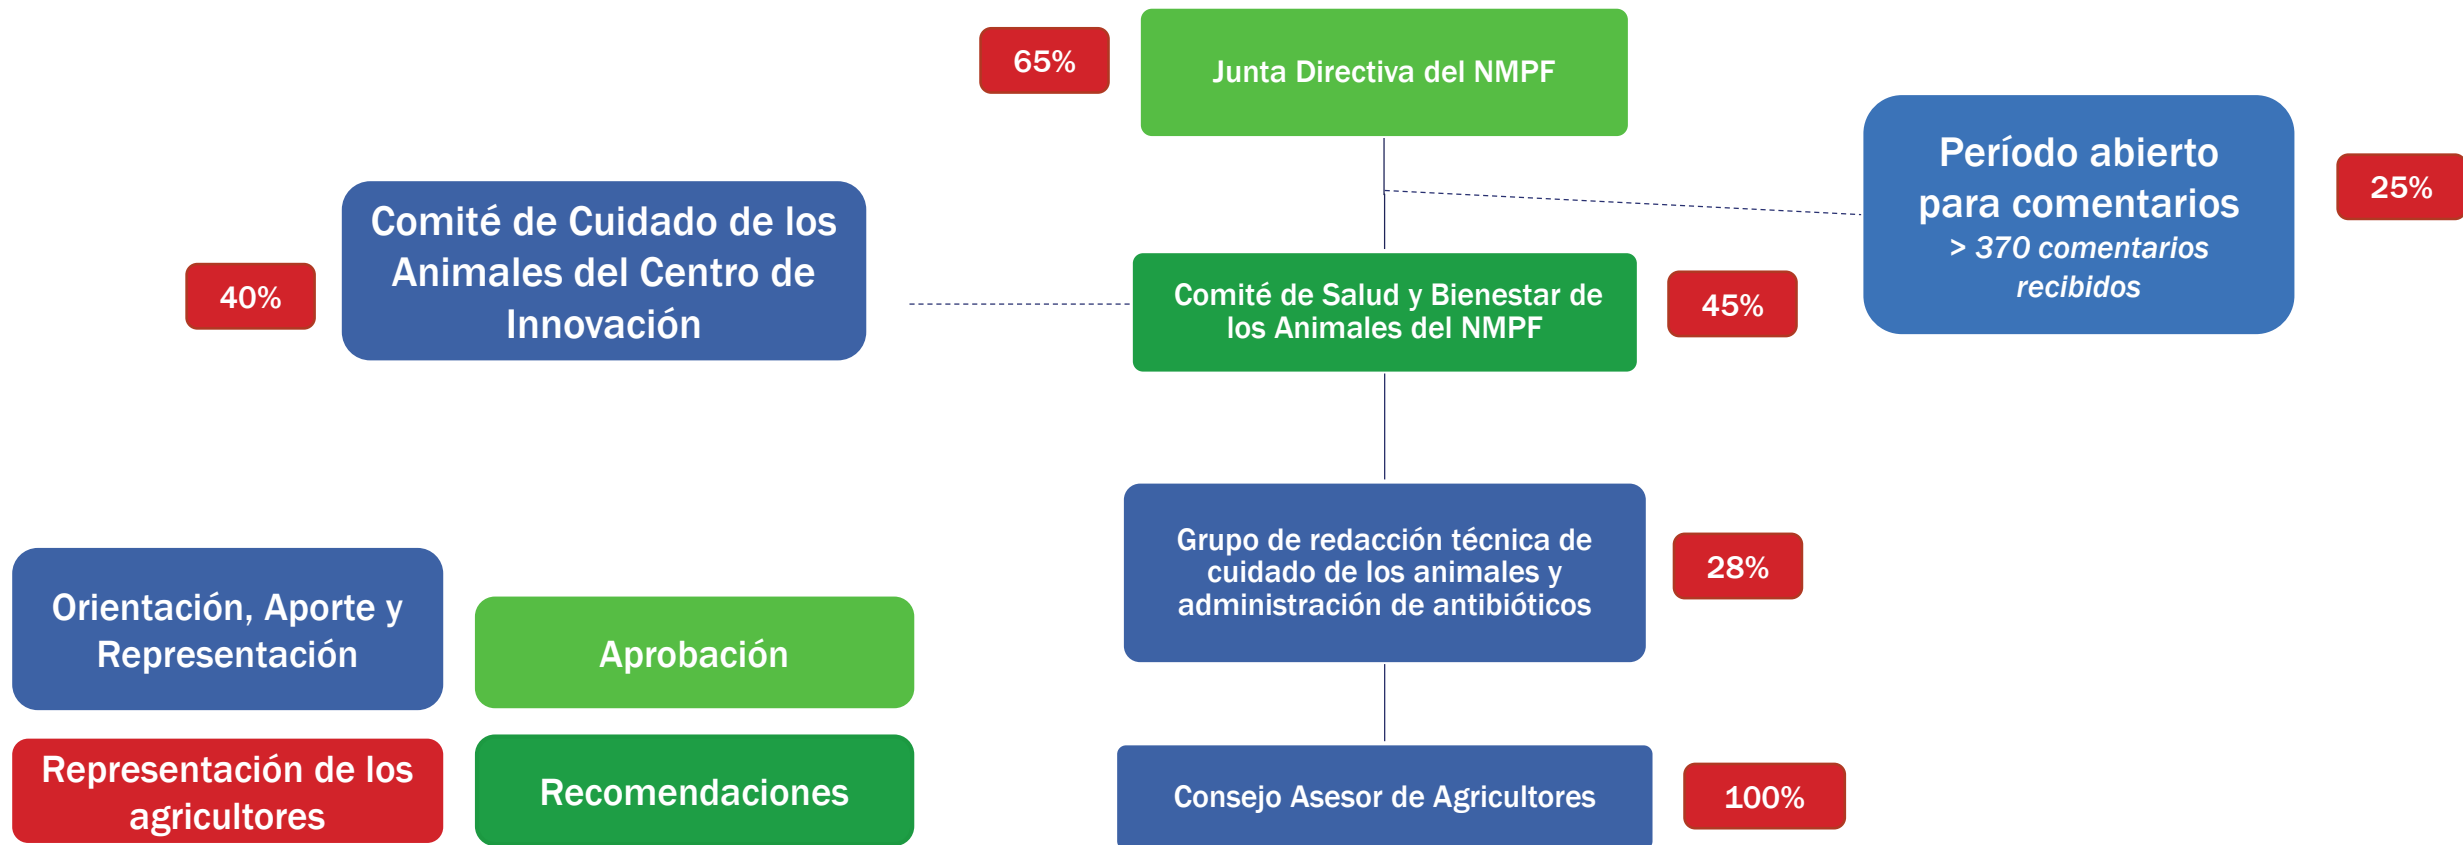 65%
Junta Directiva del NMPF
Período abierto
para comentarios
> 370 comentarios
recibidos
25%
Comité de Cuidado de los
Animales del Centro de
Innovación
40%
Comité de Salud y Bienestar de
los Animales del NMPF
45%
Grupo de redacción técnica de
cuidado de los animales y
administración de antibióticos
28%
Orientación, Aporte y
Representación
Aprobación
Representación de los
agricultores
Recomendaciones
Consejo Asesor de Agricultores
100%